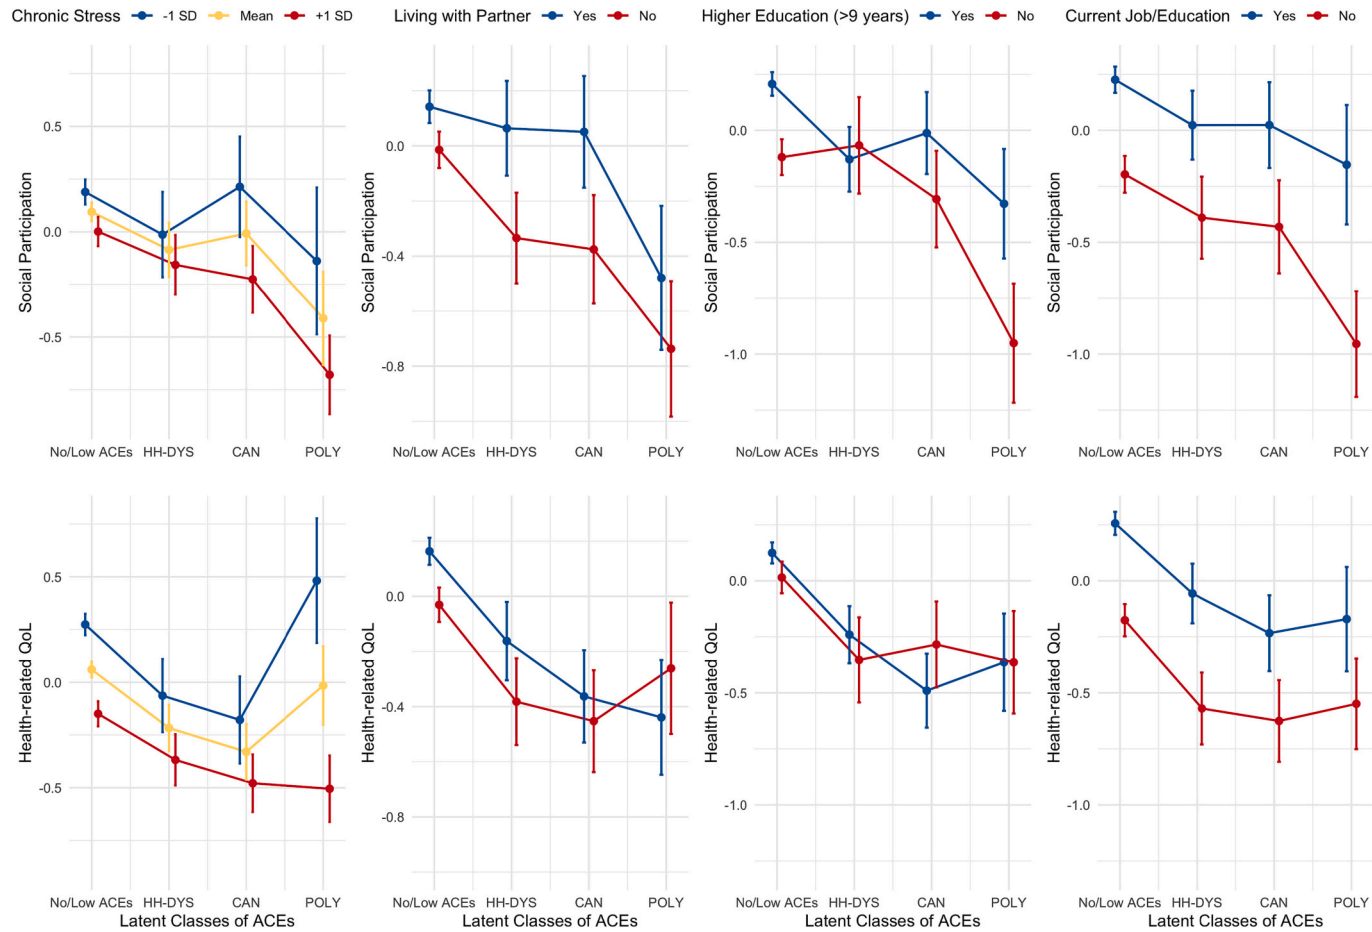 Chronic Stress -1 SD Mean +1 SD
Living with Partner Yes No
Higher Education (>9 years) Yes No
Current Job/Education Yes No
Social Participation
0.5
0.0
-0.5
No/Low ACEs HH-DYS CAN POLY
Social Participation
0.0
-0.4
-0.8
No/Low ACEs HH-DYS CAN POLY
Social Participation
0.0
-0.5
-1.0
No/Low ACEs HH-DYS CAN POLY
Social Participation
0.0
-0.5
-1.0
No/Low ACEs HH-DYS CAN POLY
Health-related QoL
0.5
0.0
-0.5
No/Low ACEs HH-DYS CAN POLY
Latent Classes of ACEs
Health-related QoL
0.0
-0.4
-0.8
No/Low ACEs HH-DYS CAN POLY
Latent Classes of ACEs
Health-related QoL
0.0
-0.5
-1.0
No/Low ACEs HH-DYS CAN POLY
Latent Classes of ACEs
Health-related QoL
0.0
-0.5
-1.0
No/Low ACEs HH-DYS CAN POLY
Latent Classes of ACEs